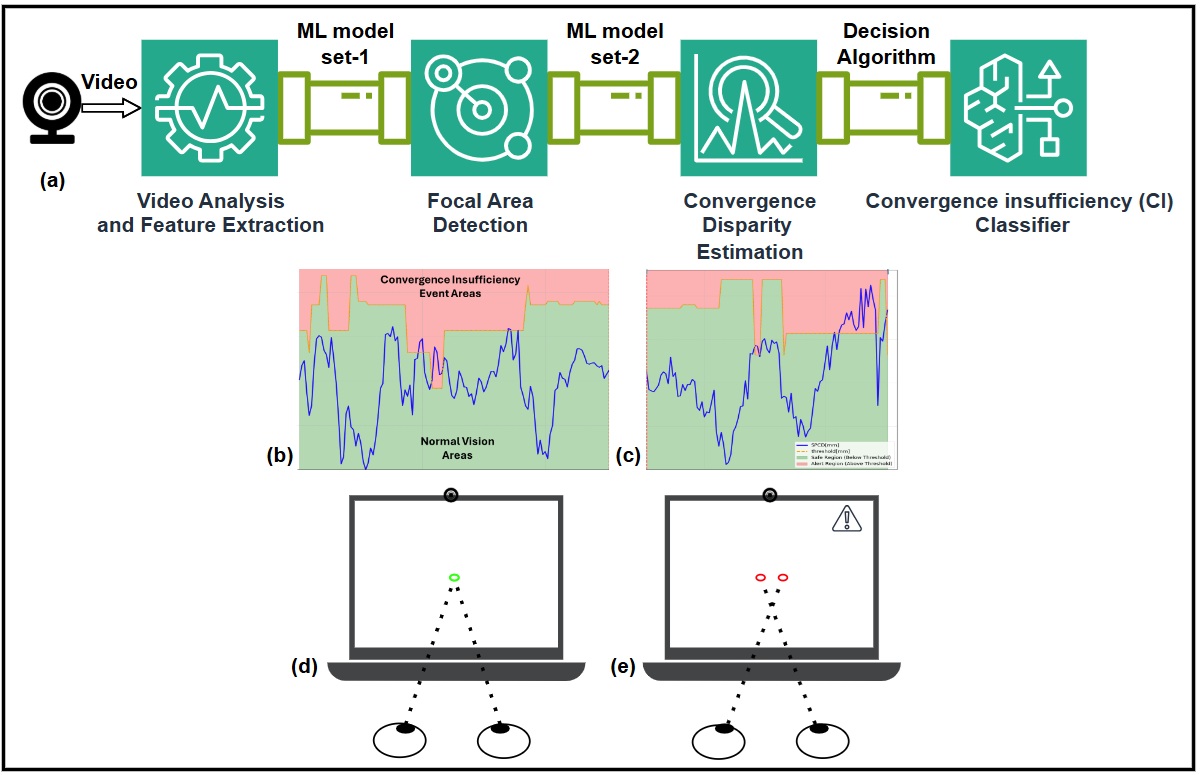 ML model
set-1
ML model
set-2
Decision
Algorithm
Video
(a)
Video Analysis
and Feature Extraction
Focal Area
Detection
Convergence
Disparity
Estimation
Convergence insufficiency (CI)
Classifier
Convergence Insufficiency
Event Areas
Normal Vision
Areas
(b)
(c)
SPCD[mm]
threshold[mm]
Safe Region (Below Threshold)
Alert Region (Above Threshold)
(d)
(e)